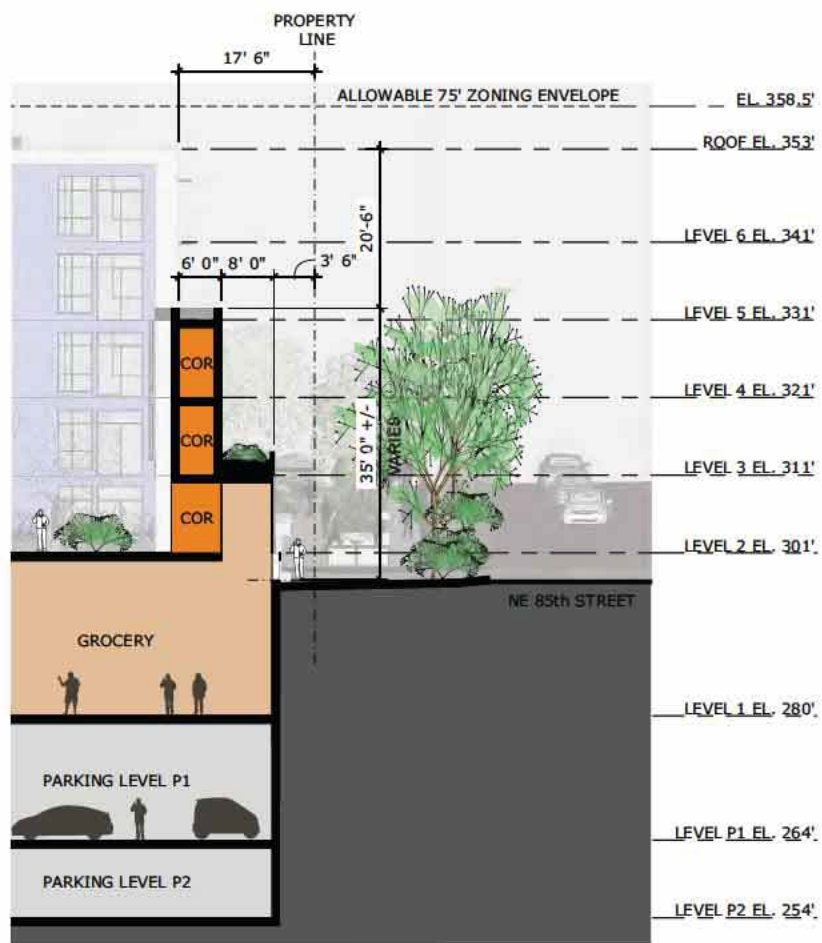 PROPERTY
LINE
17' 6"
ALLOWABLE 75' ZONING ENVELOPE
EL. 358.5'
ROOF EL. 353'
20'-6"
LEVEL 6 EL. 341'
6' 0"
8' 0"
3' 6"
LEVEL 5 EL. 331'
COR
LEVEL 4 EL. 321'
35' 0" +/-
VARIES
COR
LEVEL 3 EL. 311'
COR
LEVEL 2 EL. 301'
NE 85th STREET
GROCERY
LEVEL 1 EL. 280'
PARKING LEVEL P1
LEVEL P1 EL. 264'
PARKING LEVEL P2
LEVEL P2 EL. 254'